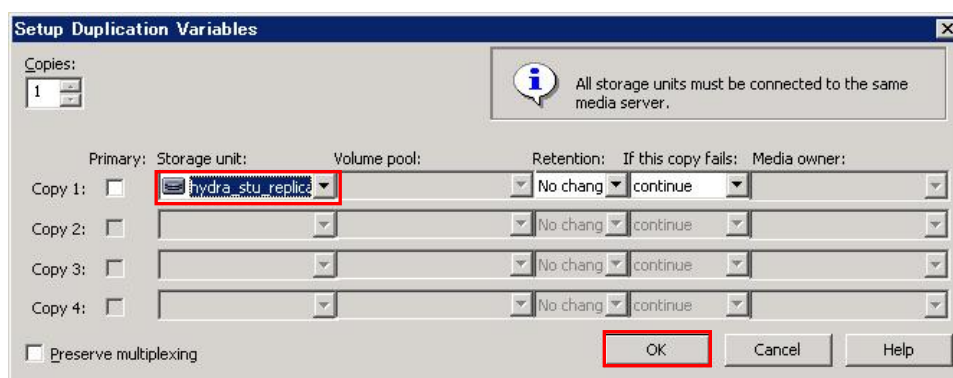 Setup Duplication Variables
Copies:
1
All storage units must be connected to the same
media server.
Primary: Storage unit: Volume pool: Retention: If this copy fails: Media owner:
Copy 1: hydra_stu_replica No chang continue
Copy 2: No chang continue
Copy 3: No chang continue
Copy 4: No chang continue
Preserve multiplexing OK Cancel Help